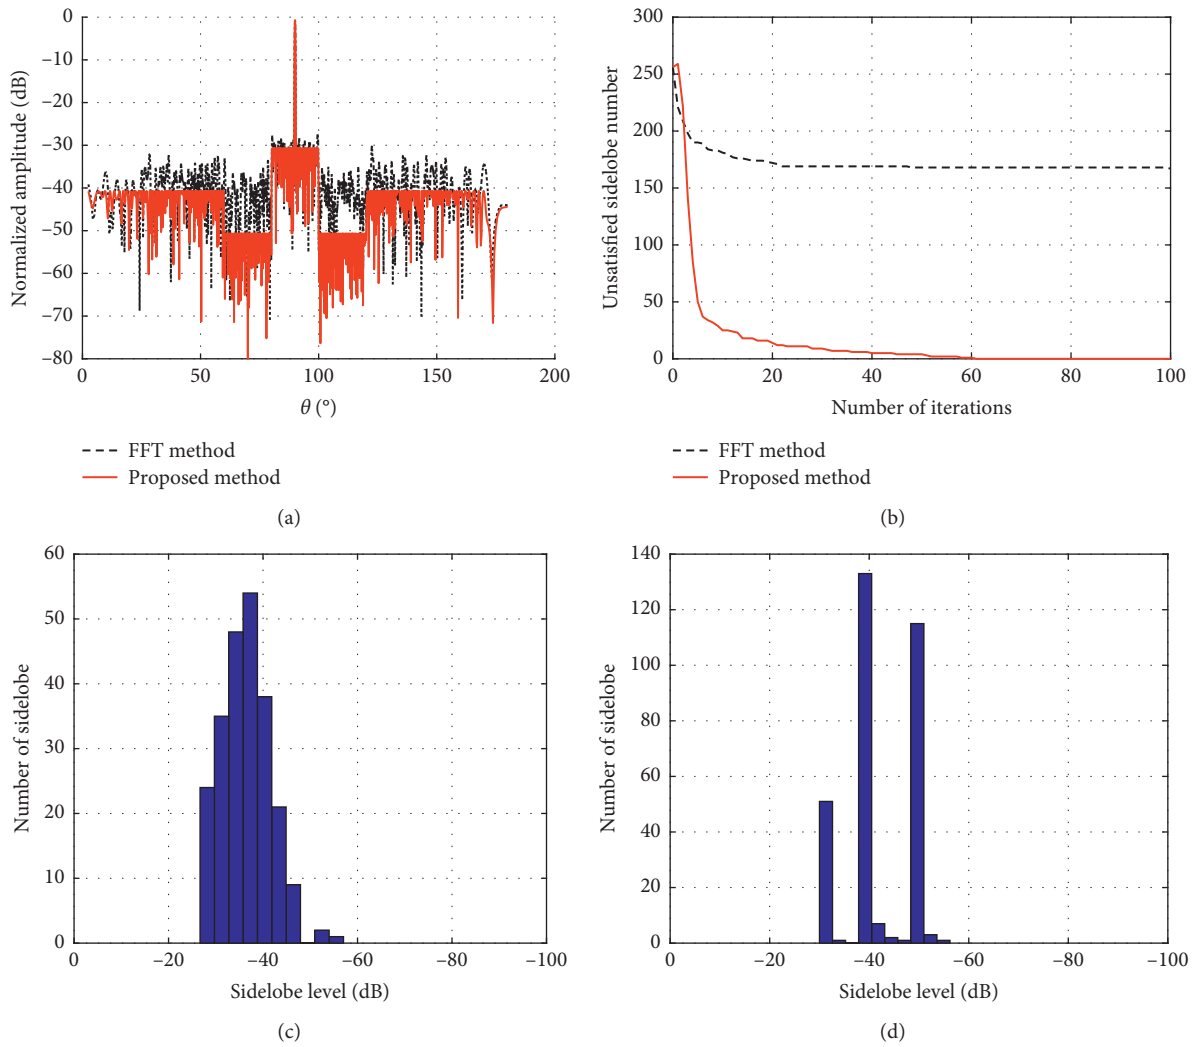 0
–10
–20
–30
–40
–50
–60
–70
–80
Normalized amplitude (dB)
0 50 100 150 200
θ (°)
FFT method
Proposed method
(a)
300
250
200
150
100
50
0
Unsatisfied sidelobe number
0 20 40 60 80 100
Number of iterations
FFT method
Proposed method
(b)
60
50
40
30
20
10
0
Number of sidelobe
0 –20 –40 –60 –80 –100
Sidelobe level (dB)
(c)
140
120
100
80
60
40
20
0
Number of sidelobe
0 –20 –40 –60 –80 –100
Sidelobe level (dB)
(d)